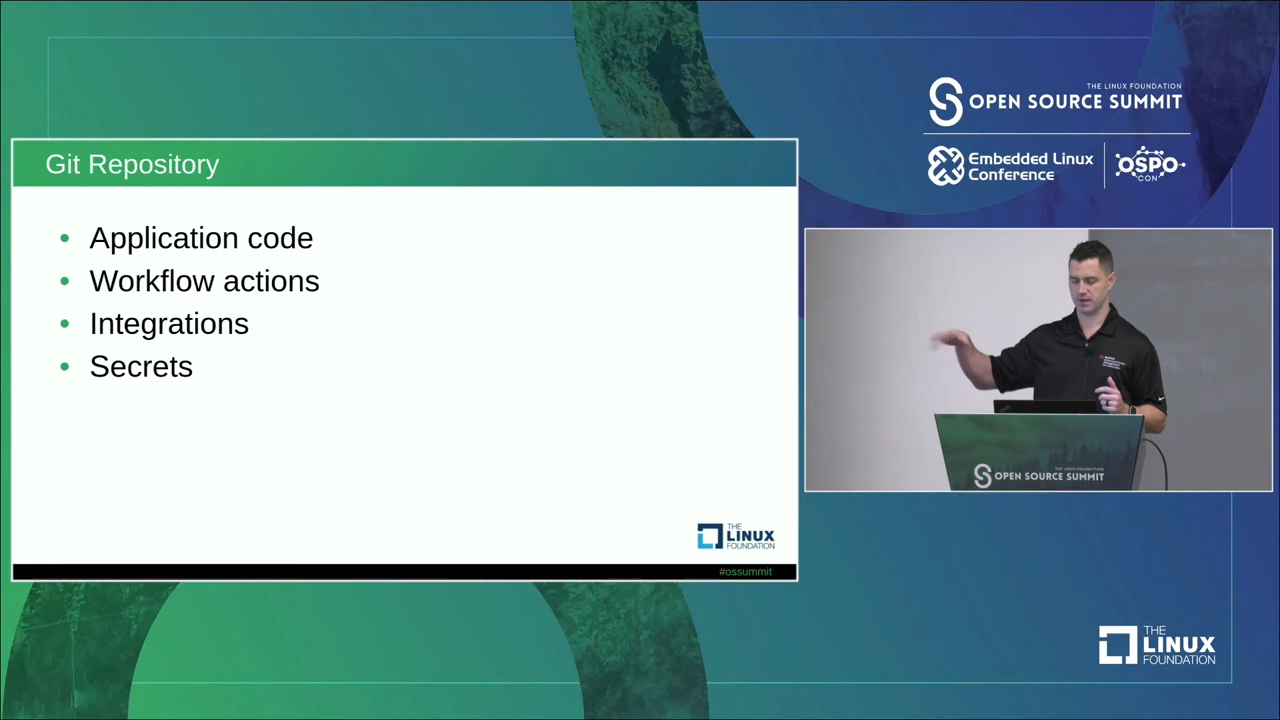 THE LINUX FOUNDATION
OPEN SOURCE SUMMIT
Embedded Linux
Conference
OSPO
CON
Git Repository
• Application code
• Workflow actions
• Integrations
• Secrets
THE
LINUX
FOUNDATION
#ossummit
THE LINUX FOUNDATION
OPEN SOURCE SUMMIT
THE
LINUX
FOUNDATION